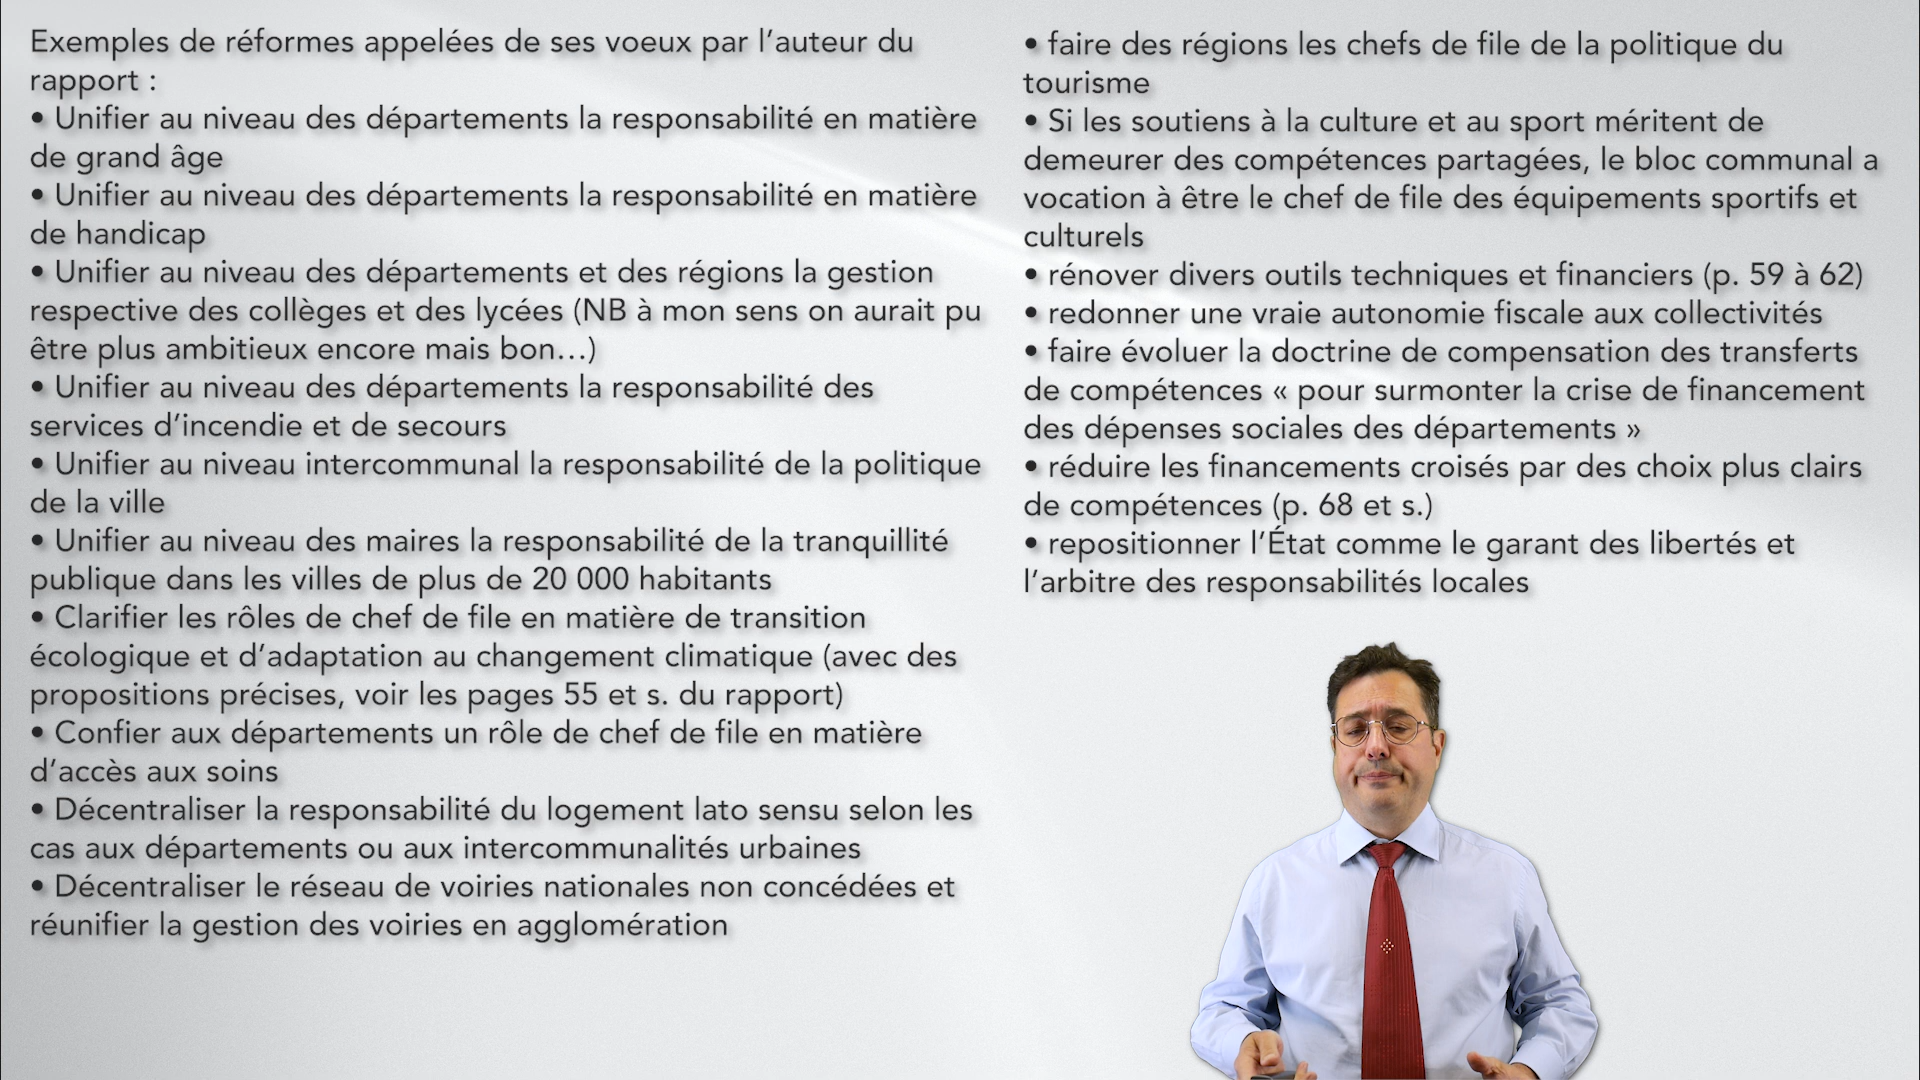 Exemples de réformes appelées de ses voeux par l’auteur du
rapport :
• Unifier au niveau des départements la responsabilité en matière
de grand âge
• Unifier au niveau des départements la responsabilité en matière
de handicap
• Unifier au niveau des départements et des régions la gestion
respective des collèges et des lycées (NB à mon sens on aurait pu
être plus ambitieux encore mais bon…)
• Unifier au niveau des départements la responsabilité des
services d’incendie et de secours
• Unifier au niveau intercommunal la responsabilité de la politique
de la ville
• Unifier au niveau des maires la responsabilité de la tranquillité
publique dans les villes de plus de 20 000 habitants
• Clarifier les rôles de chef de file en matière de transition
écologique et d’adaptation au changement climatique (avec des
propositions précises, voir les pages 55 et s. du rapport)
• Confier aux départements un rôle de chef de file en matière
d’accès aux soins
• Décentraliser la responsabilité du logement lato sensu selon les
cas aux départements ou aux intercommunalités urbaines
• Décentraliser le réseau de voiries nationales non concédées et
réunifier la gestion des voiries en agglomération
• faire des régions les chefs de file de la politique du
tourisme
• Si les soutiens à la culture et au sport méritent de
demeurer des compétences partagées, le bloc communal a
vocation à être le chef de file des équipements sportifs et
culturels
• rénover divers outils techniques et financiers (p. 59 à 62)
• redonner une vraie autonomie fiscale aux collectivités
• faire évoluer la doctrine de compensation des transferts
de compétences « pour surmonter la crise de financement
des dépenses sociales des départements »
• réduire les financements croisés par des choix plus clairs
de compétences (p. 68 et s.)
• repositionner l’État comme le garant des libertés et
l’arbitre des responsabilités locales